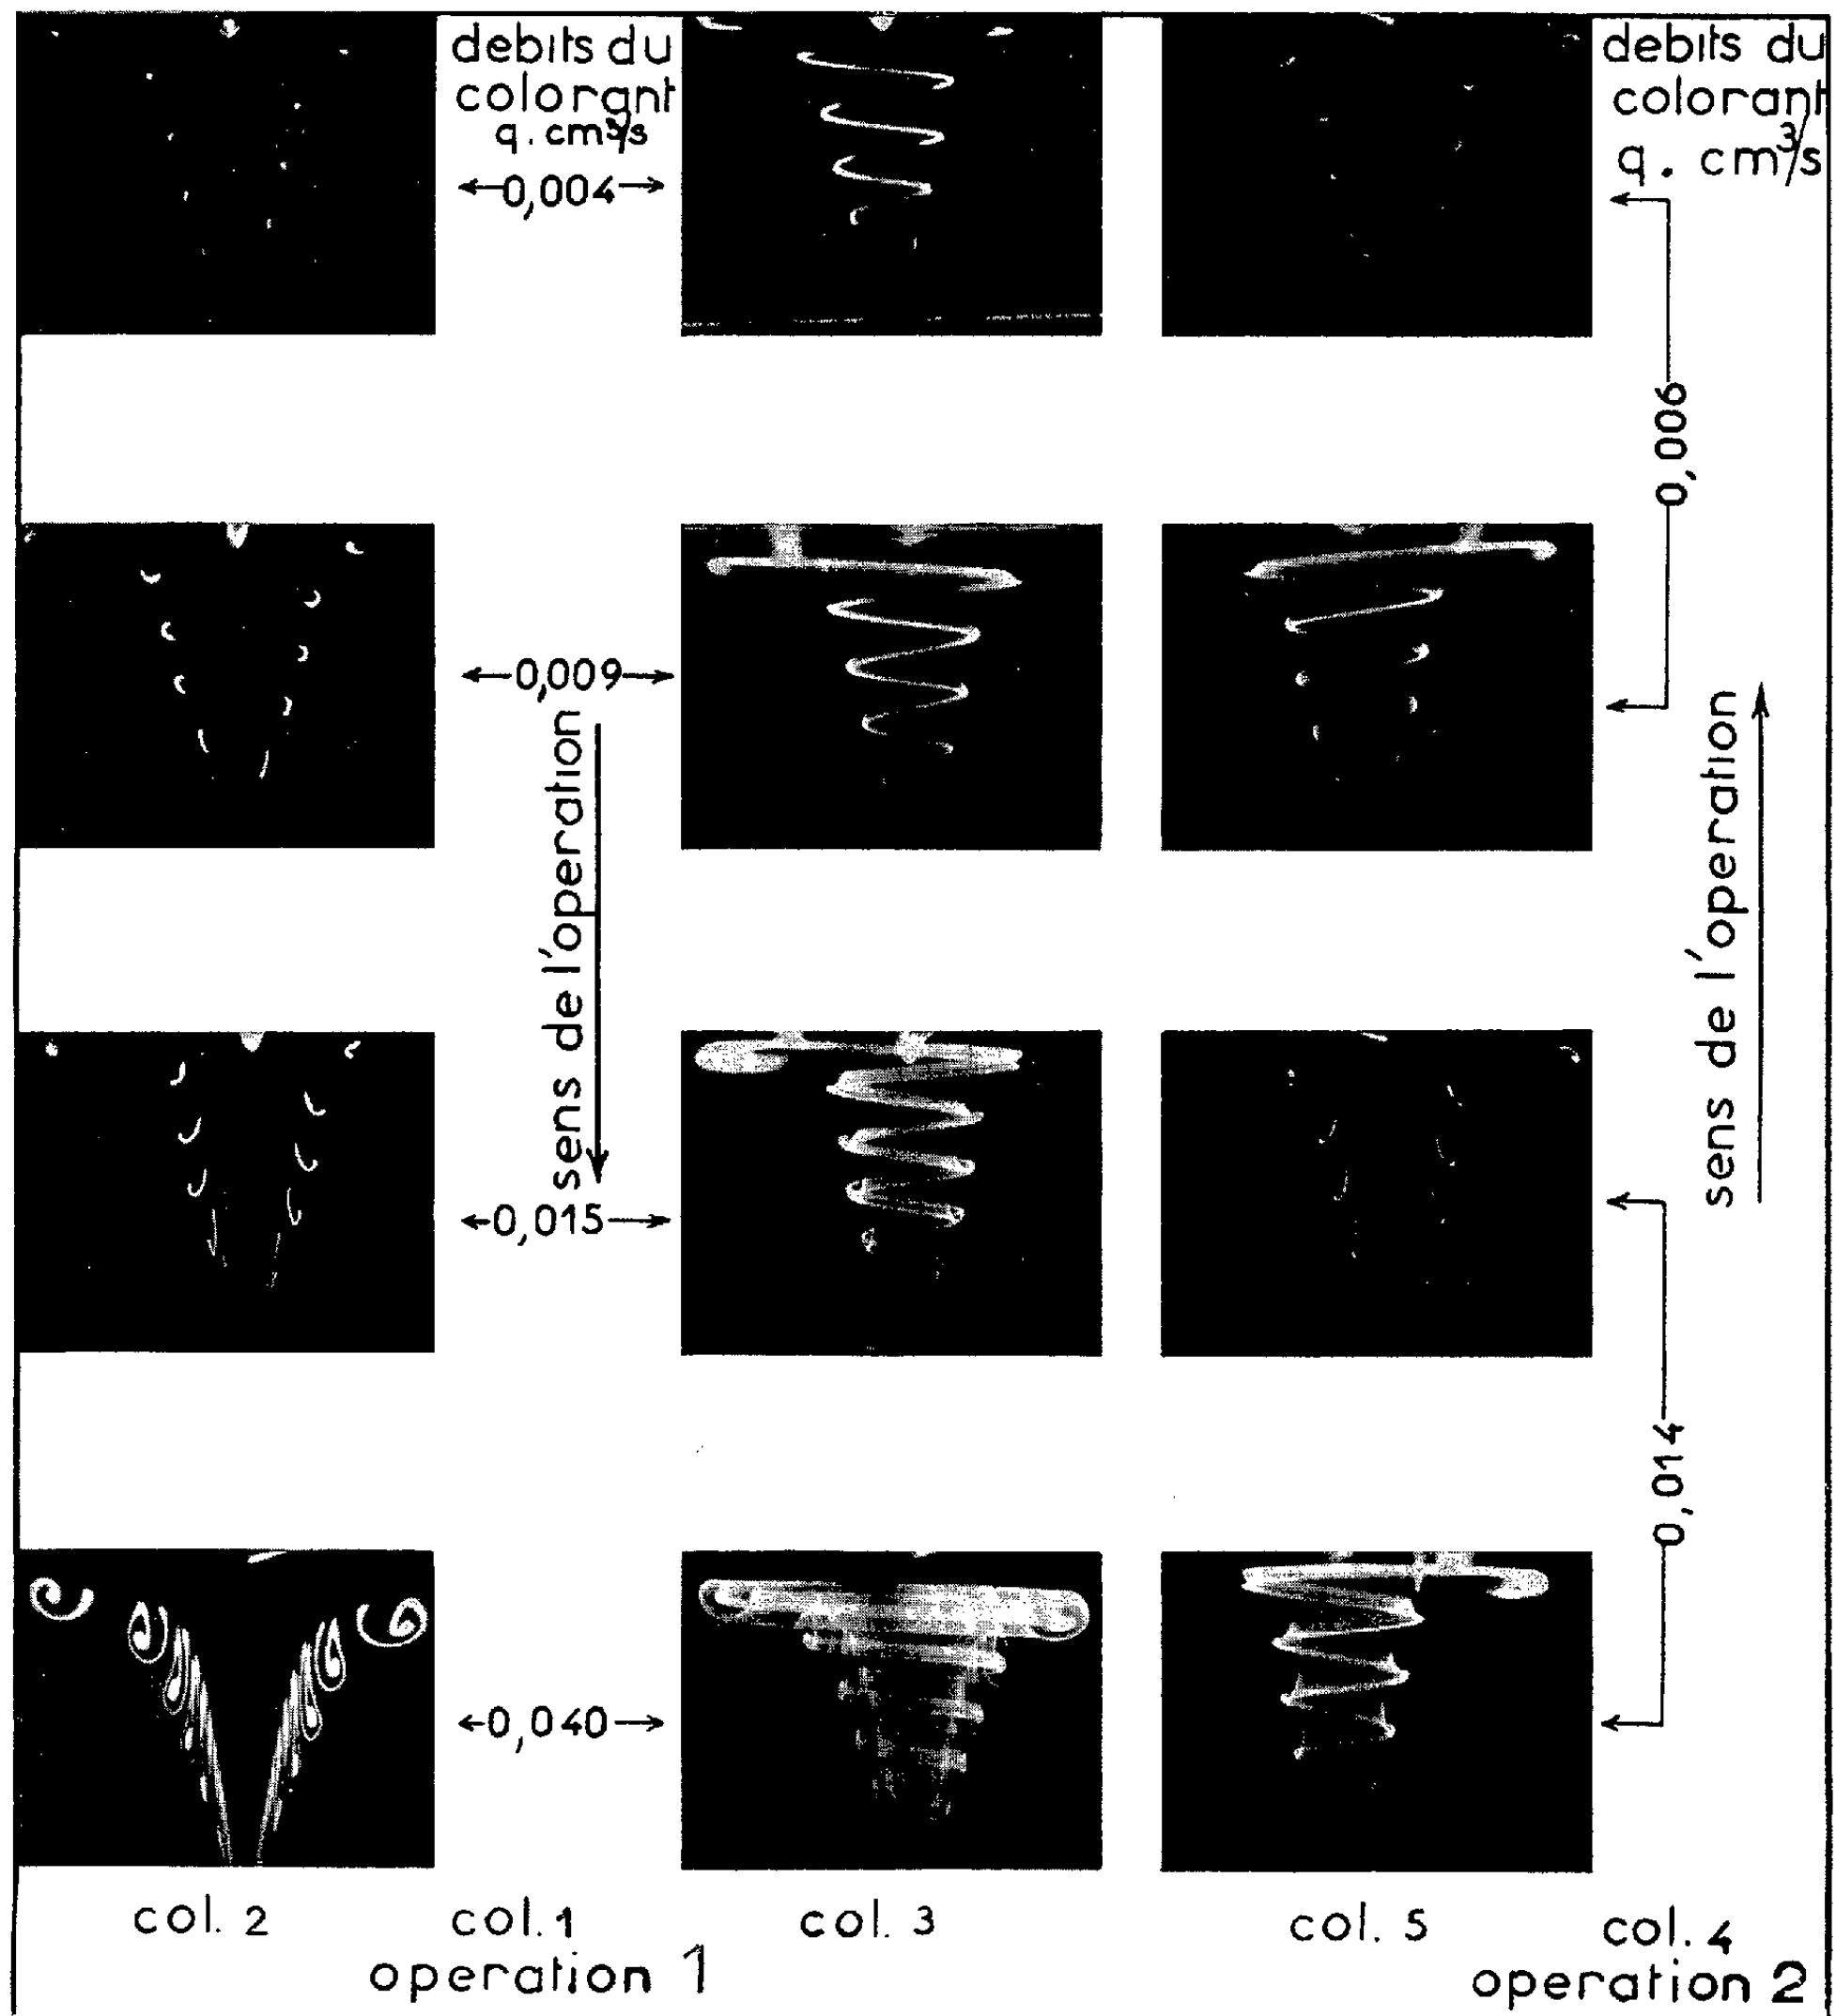 debits du
colorant
q. cm³/s
←0,004→
←0,009→
sens de l'operation
←0,015→
←0,040→
debits du
colorant
q. cm³/s
0,006
sens de l'operation
0,014
col. 2
col. 1
col. 3
col. 5
col. 4
operation 1
operation 2